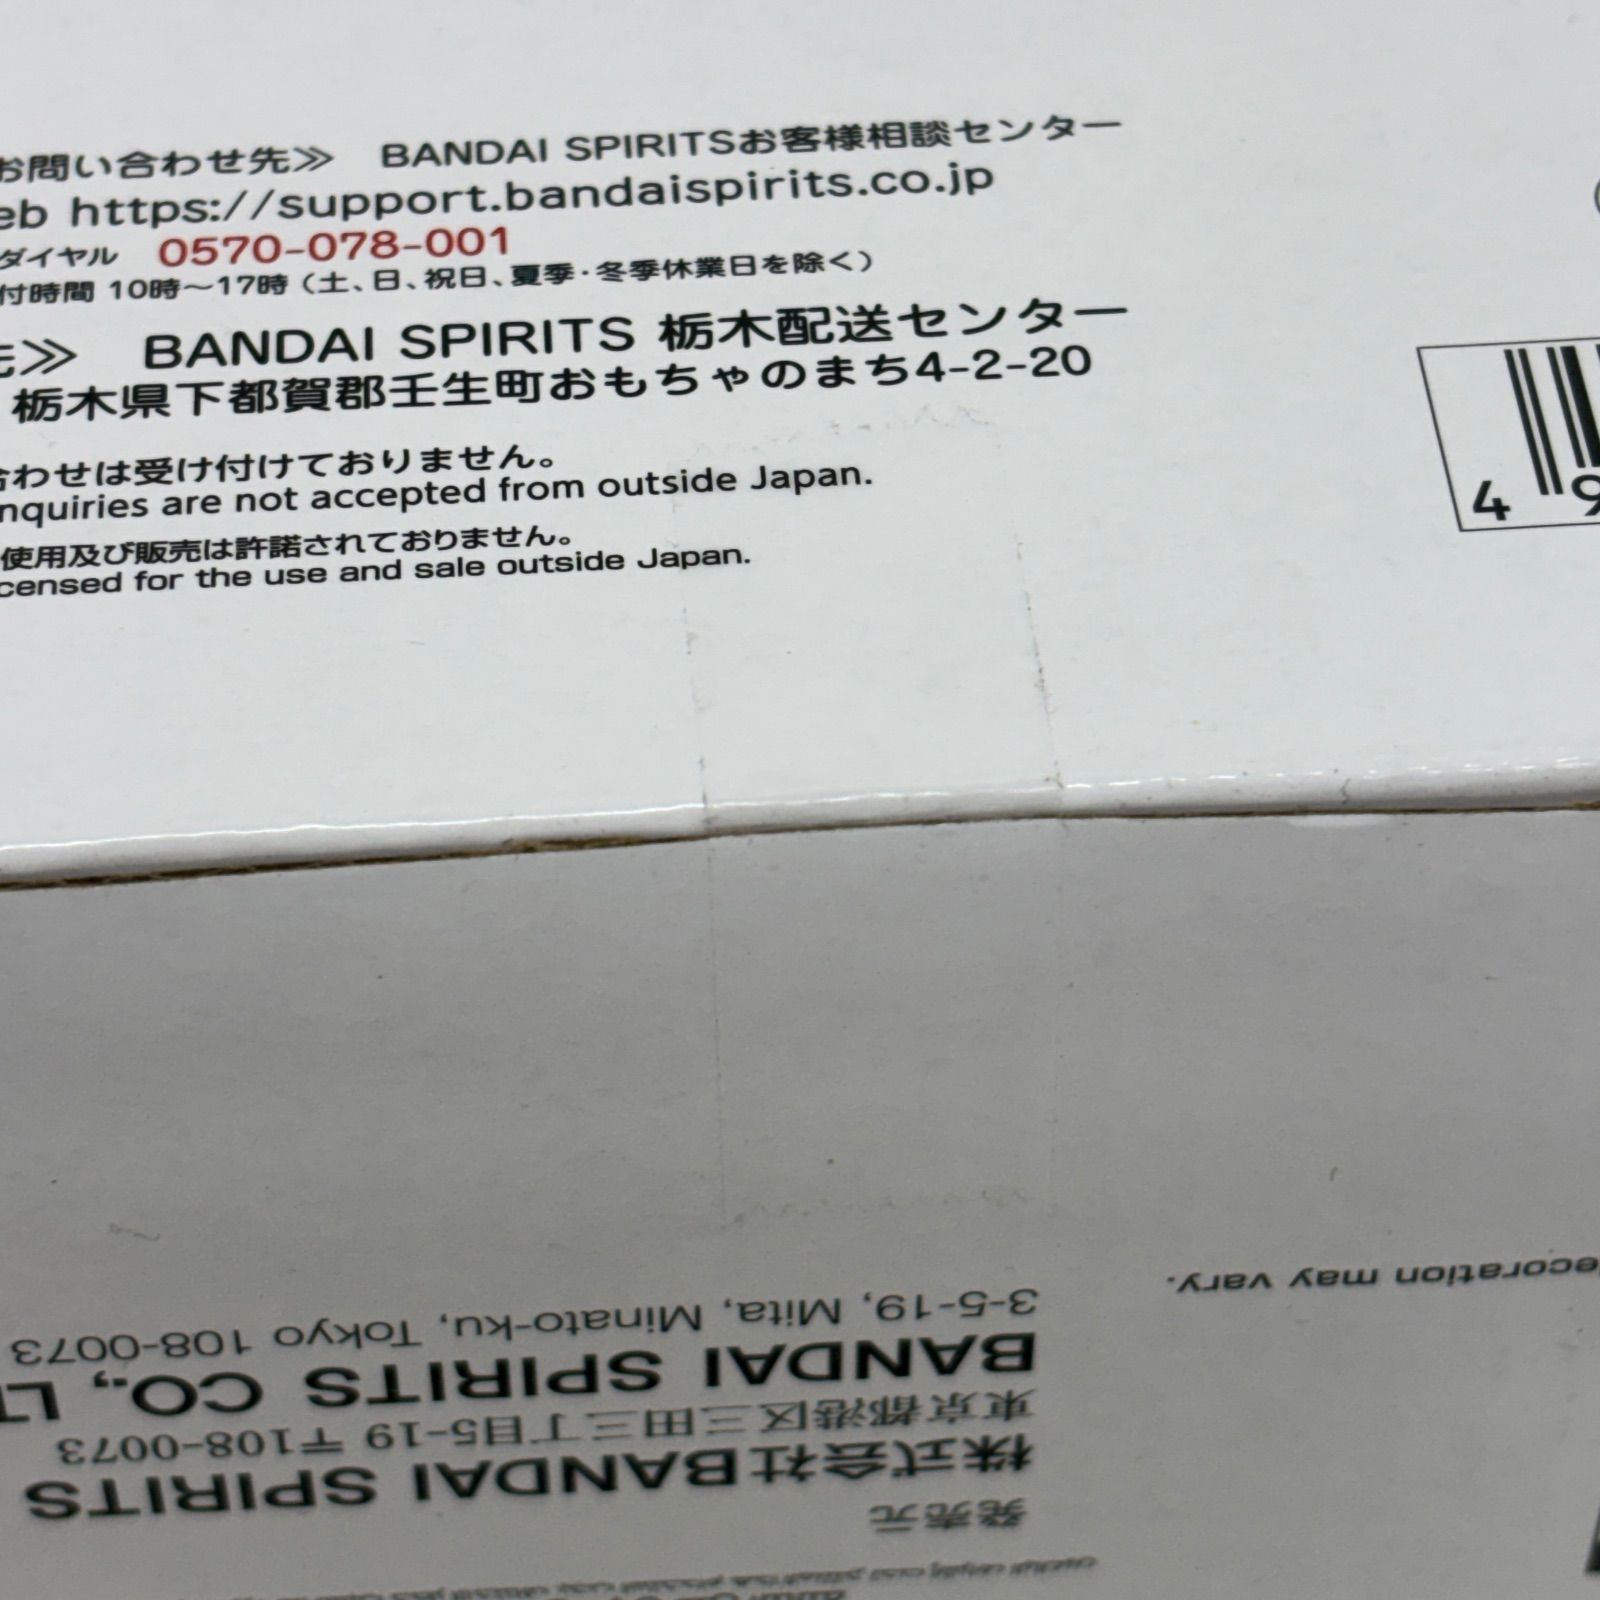 お問い合わせ先≫ BANDAI SPIRITSお客様相談センター
eb https://support.bandaispirits.co.jp
ダイヤル 0570-078-001
付時間 10時～17時（土、日、祝日、夏季・冬季休業日を除く）
先≫ BANDAI SPIRITS 栃木配送センター
栃木県下都賀郡壬生町おもちゃのまち4-2-20
合わせは受け付けておりません。
nquiries are not accepted from outside Japan.
使用及び販売は許諾されておりません。
censed for the use and sale outside Japan.
4 9
発売元
株式会社BANDAI SPIRITS
東京都港区三田三丁目5-19 〒108-0073
BANDAI SPIRITS CO., LT
3-5-19, Mita, Minato-ku, Tokyo 108-0073
ecoration may vary.